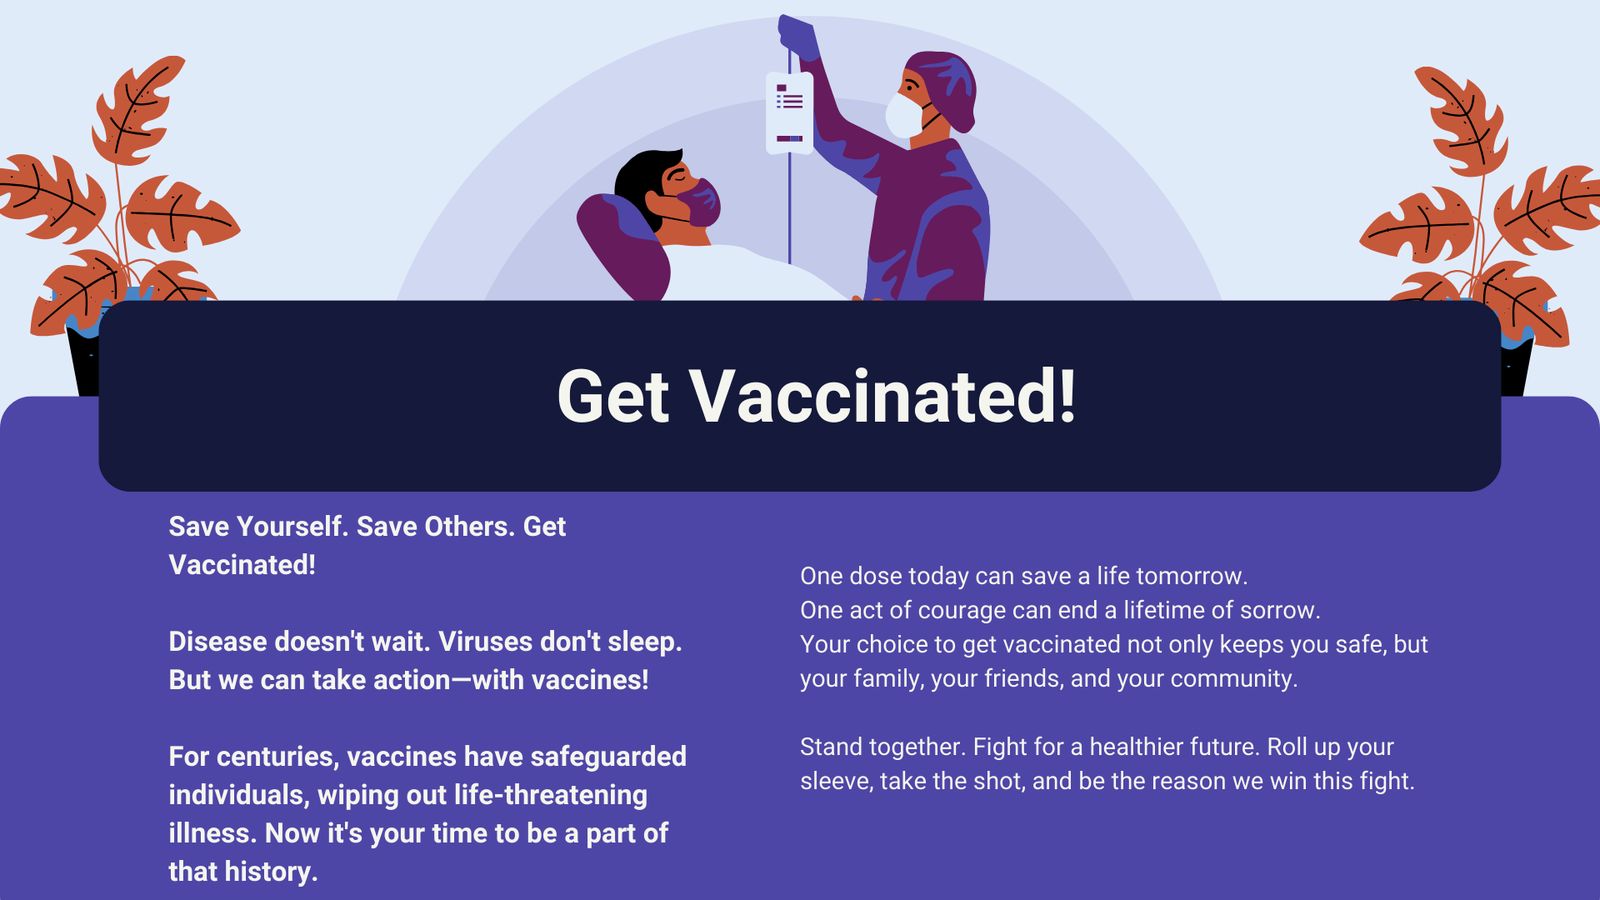 Get Vaccinated!
Save Yourself. Save Others. Get
Vaccinated!
Disease doesn't wait. Viruses don't sleep.
But we can take action—with vaccines!
For centuries, vaccines have safeguarded
individuals, wiping out life-threatening
illness. Now it's your time to be a part of
that history.
One dose today can save a life tomorrow.
One act of courage can end a lifetime of sorrow.
Your choice to get vaccinated not only keeps you safe, but
your family, your friends, and your community.
Stand together. Fight for a healthier future. Roll up your
sleeve, take the shot, and be the reason we win this fight.